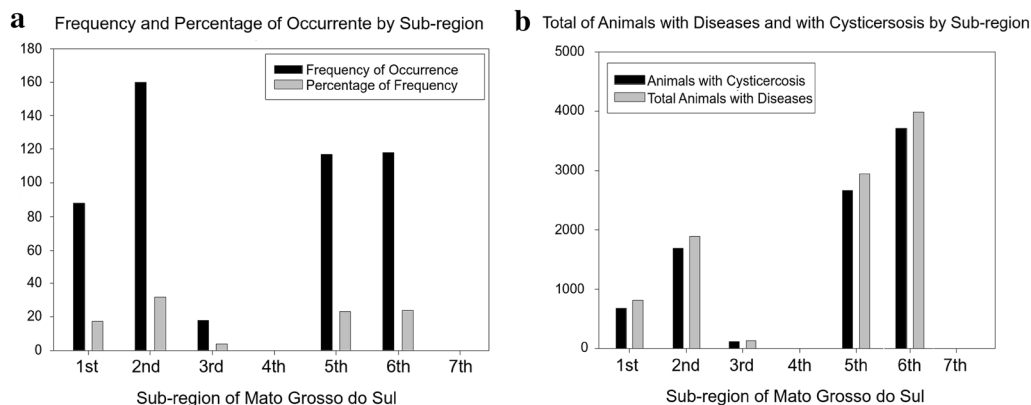 a
Frequency and Percentage of Occurrente by Sub-region
180
160
140
120
100
80
60
40
20
0
Frequency of Occurrence
Percentage of Frequency
1st 2nd 3rd 4th 5th 6th 7th
Sub-region of Mato Grosso do Sul
b
Total of Animals with Diseases and with Cysticersosis by Sub-region
5000
4000
3000
2000
1000
0
Animals with Cysticercosis
Total Animals with Diseases
1st 2nd 3rd 4th 5th 6th 7th
Sub-region of Mato Grosso do Sul